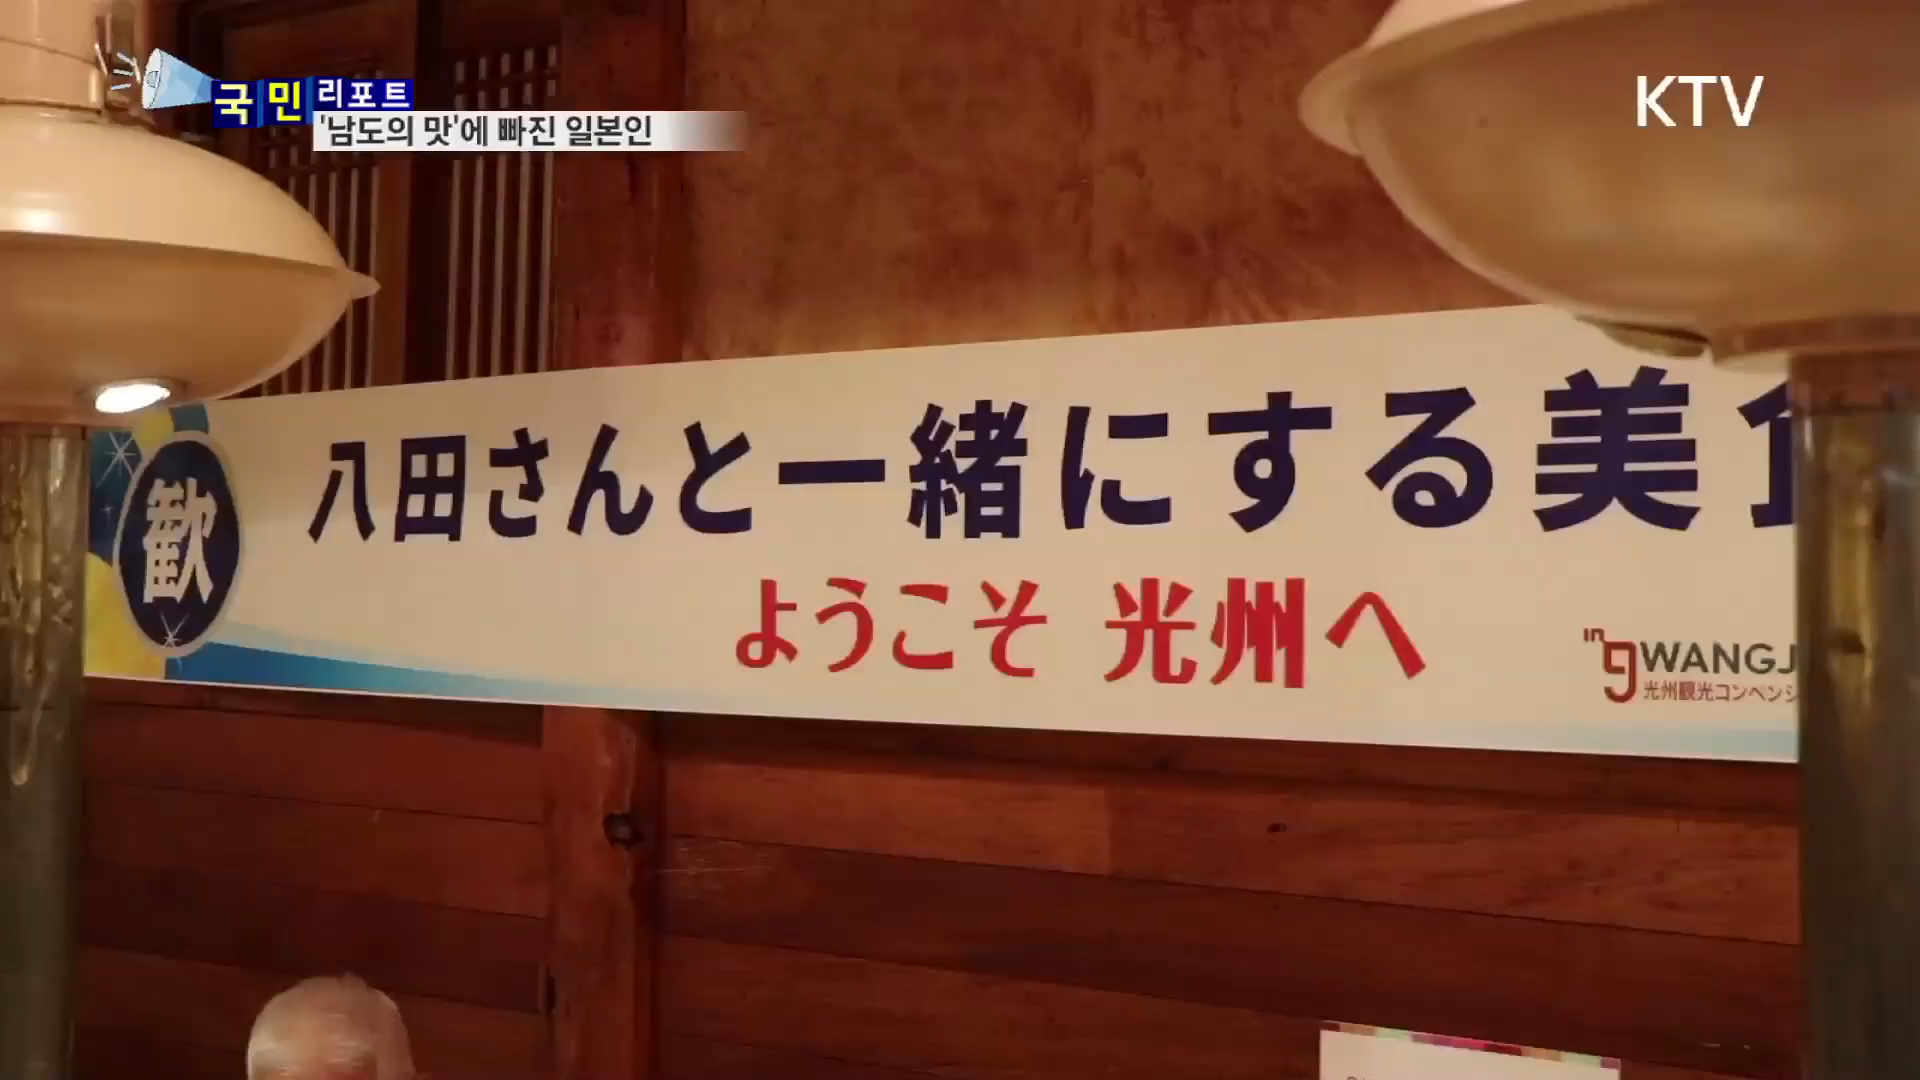 국민 리포트
KTV
'남도의 맛'에 빠진 일본인
歓
八田さんと一緒にする美
ようこそ 光州へ
in gWANGJ
光州観光コンベンシ